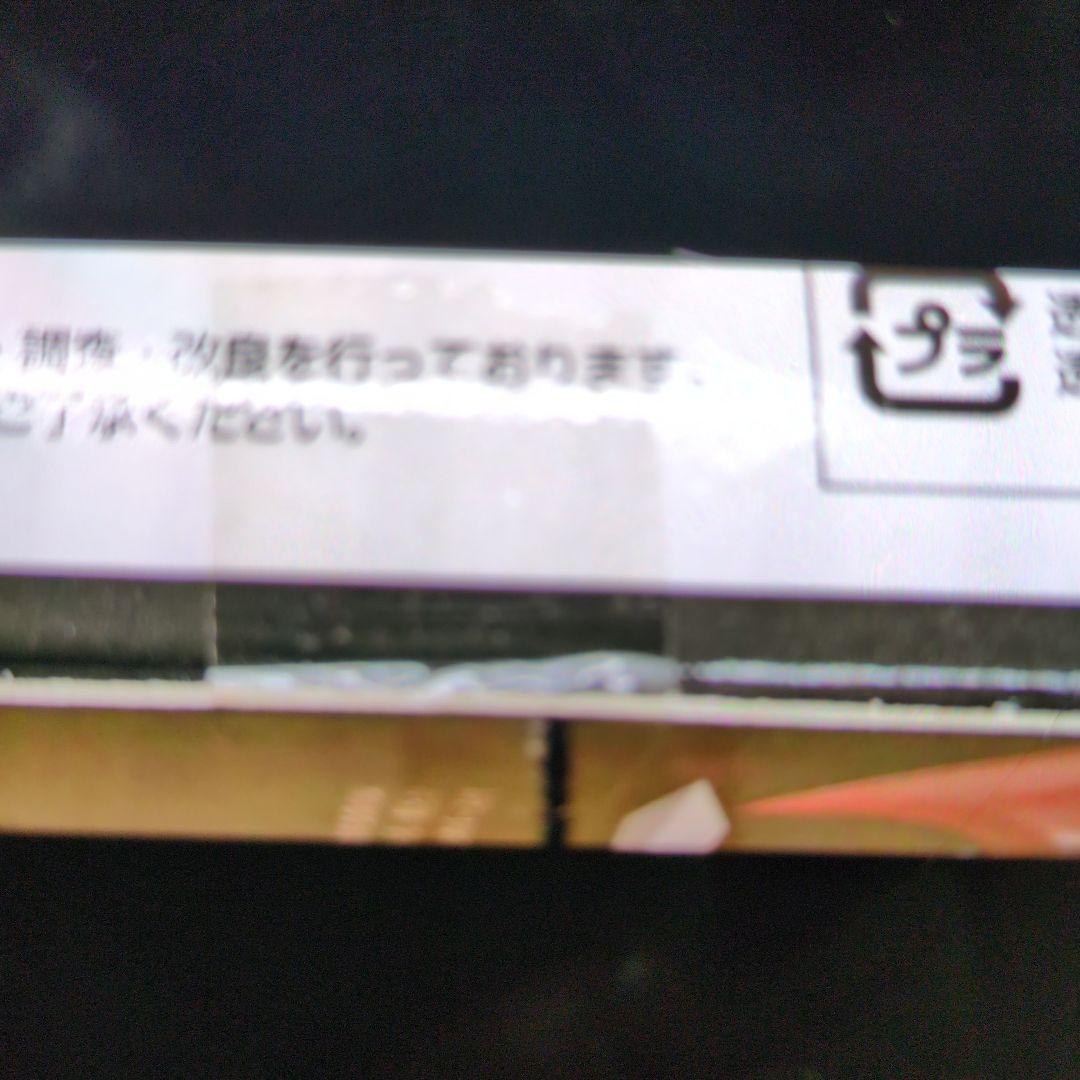 ・調査・改良を行っております。
ご了承ください。
プラ